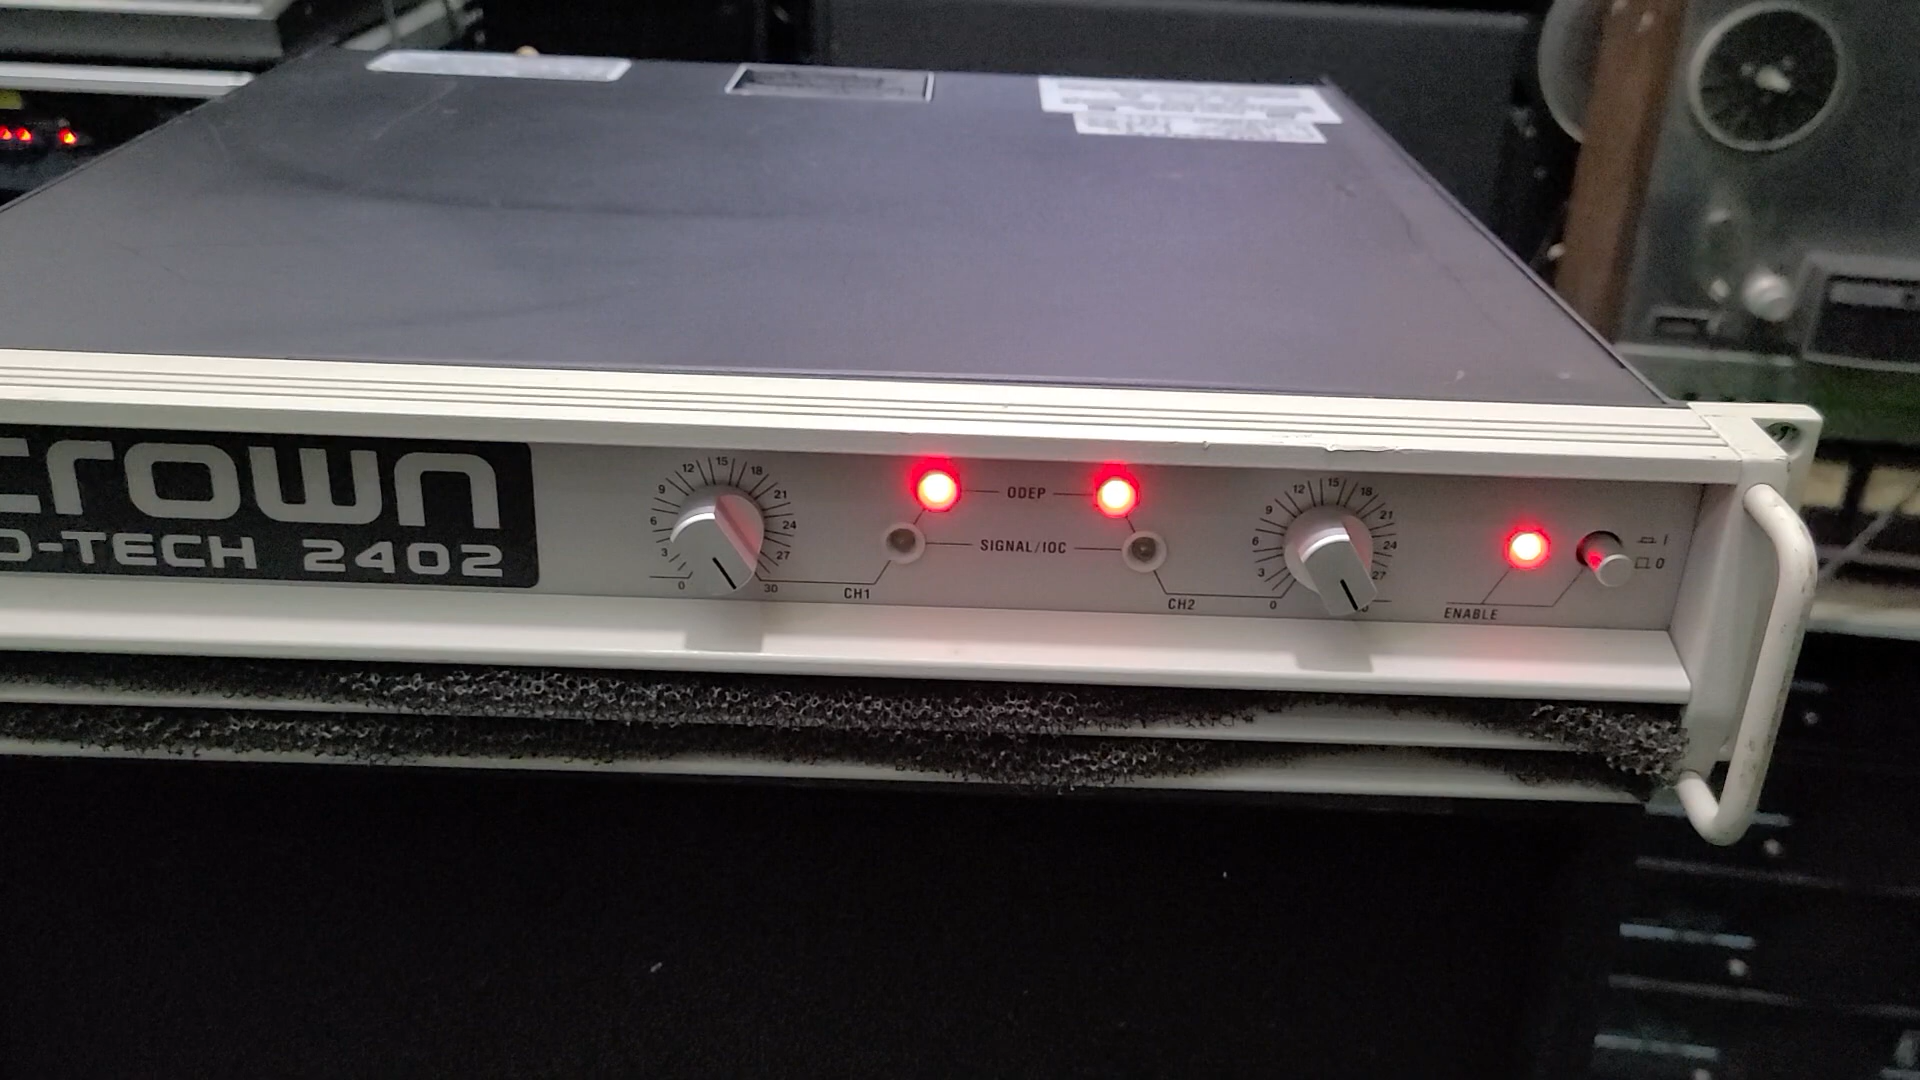 crown
O-TECH 2402
0 3 6 9 12 15 18 21 24 27 30
CH1
ODEP
SIGNAL/IOC
0 3 6 9 12 15 18 21 24 27
CH2
ENABLE
I
0